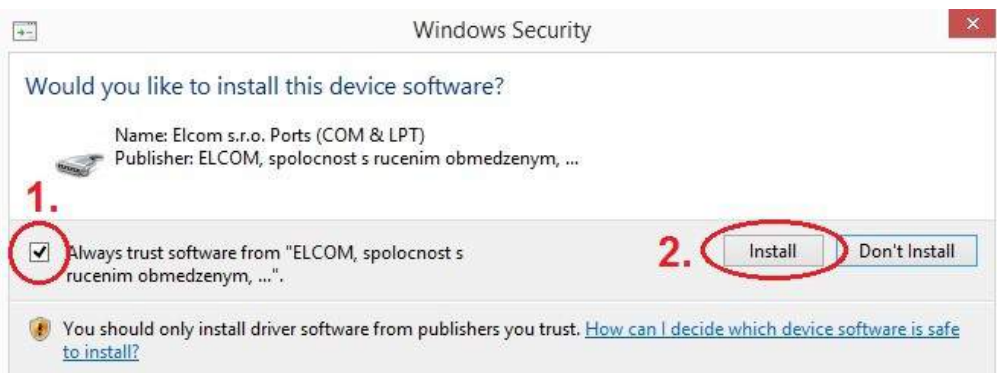 Windows Security
Would you like to install this device software?
Name: Elcom s.r.o. Ports (COM & LPT)
Publisher: ELCOM, spolocnost s rucenim obmedzenym, ...
1.
Always trust software from "ELCOM, spolocnost s
rucenim obmedzenym, ...".
2.
Install
Don't Install
You should only install driver software from publishers you trust. How can I decide which device software is safe
to install?